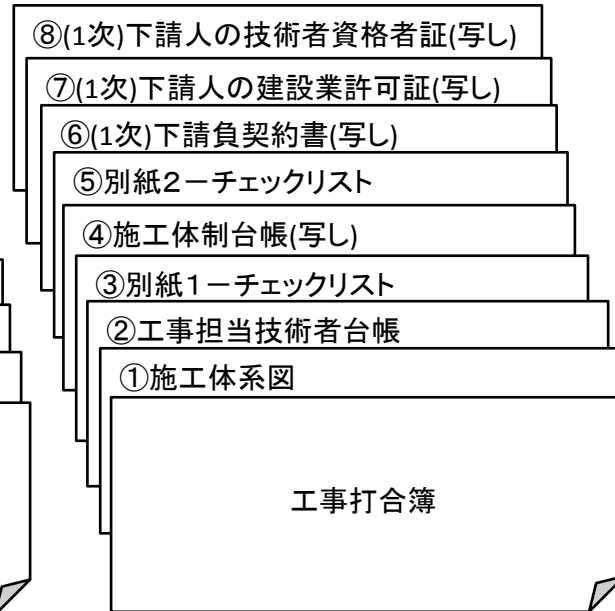 ⑧(1次)下請人の技術者資格者証(写し)
⑦(1次)下請人の建設業許可証(写し)
⑥(1次)下請負契約書(写し)
⑤別紙2-チェックリスト
④施工体制台帳(写し)
③別紙1-チェックリスト
②工事担当技術者台帳
①施工体系図
工事打合簿